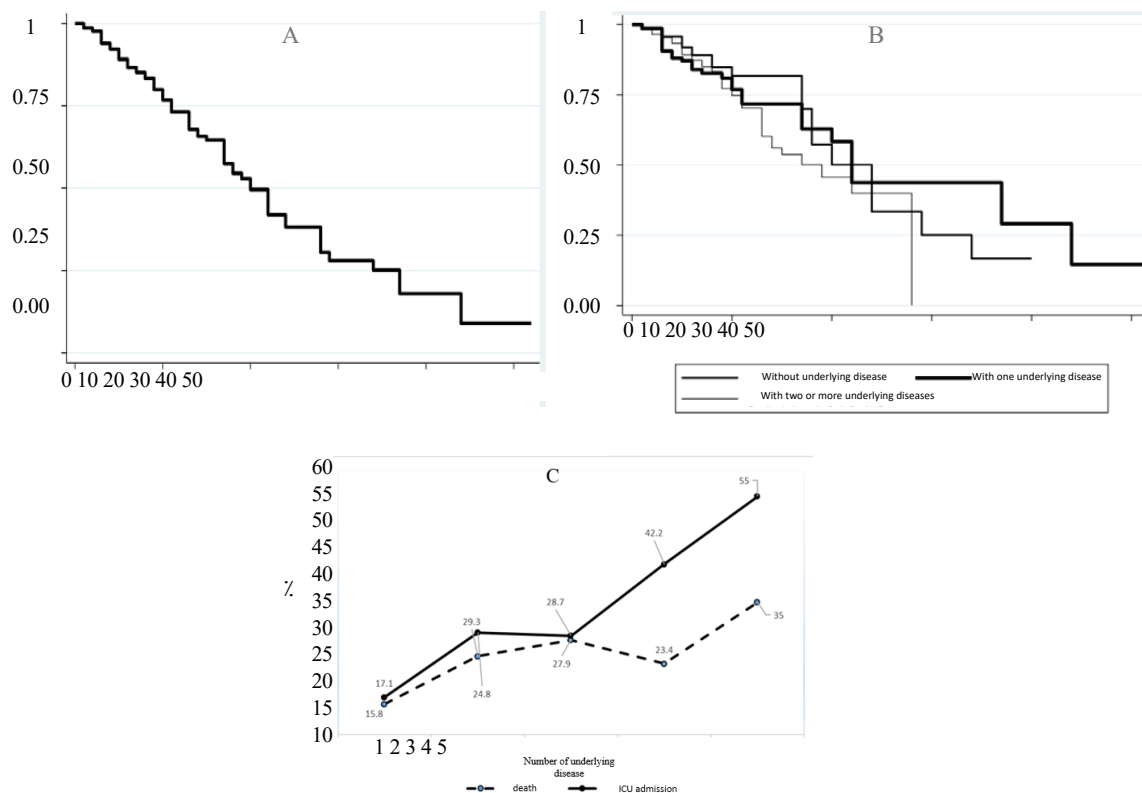 A
1
0.75
0.50
0.25
0.00
0 10 20 30 40 50
B
1
0.75
0.50
0.25
0.00
0 10 20 30 40 50
Without underlying disease
With one underlying disease
With two or more underlying diseases
C
60
55
50
45
40
35
30
25
20
15
10
٪
55
42.2
35
29.3
28.7
23.4
27.9
24.8
17.1
15.8
1 2 3 4 5
Number of underlying
disease
death
ICU admission